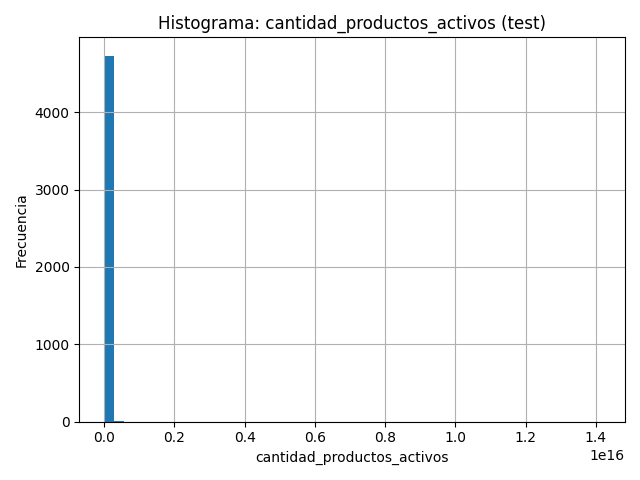 Histograma: cantidad_productos_activos (test)
Frecuencia
4000
3000
2000
1000
0
0.0 0.2 0.4 0.6 0.8 1.0 1.2 1.4
1e16
cantidad_productos_activos